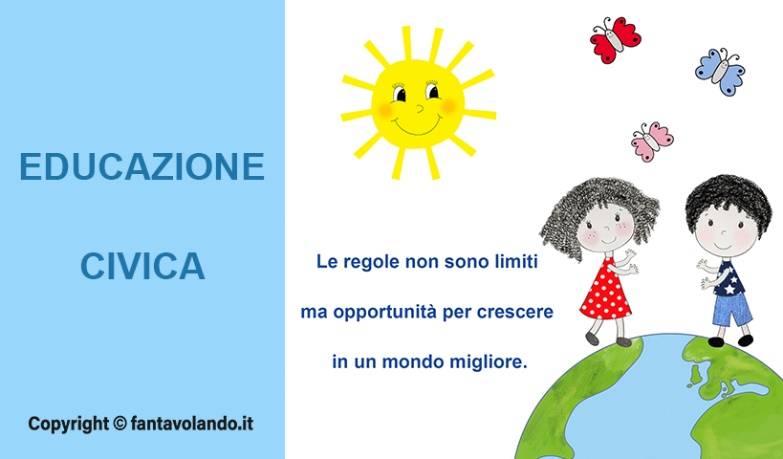 EDUCAZIONE
CIVICA
Copyright © fantavolando.it
Le regole non sono limiti
ma opportunità per crescere
in un mondo migliore.